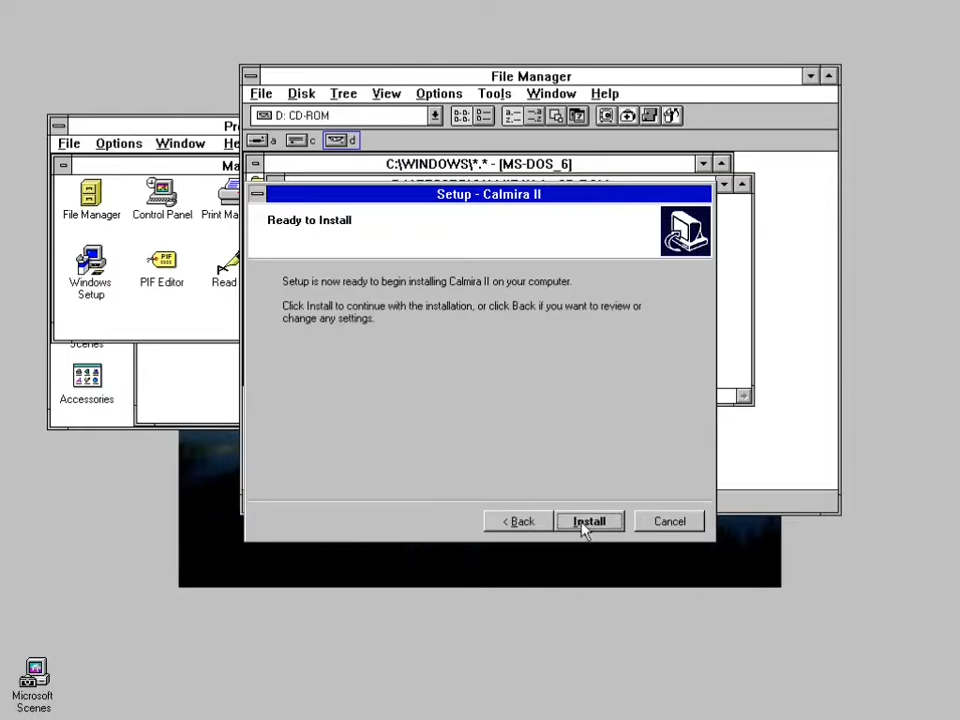 File Manager
File Disk Tree View Options Tools Window Help
D: CD-ROM
a c d
File Options Window
C:\WINDOWS\*.* - [MS-DOS_6]
Setup - Calmira II
Ready to Install
File Manager
Control Panel
Windows
Setup
PIF Editor
Read
Setup is now ready to begin installing Calmira II on your computer.
Click Install to continue with the installation, or click Back if you want to review or
change any settings.
Accessories
< Back
Install
Cancel
Microsoft
Scenes